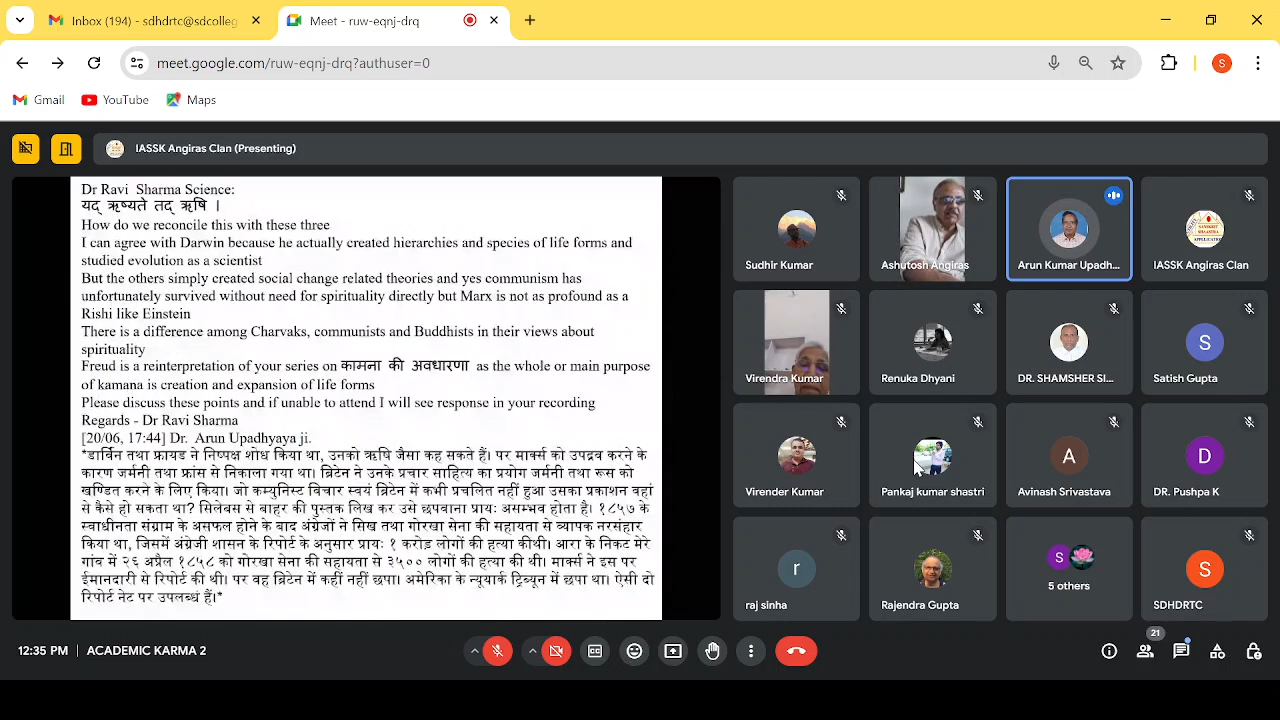 Inbox (194) - sdhdrtc@sdcolleg
Meet - ruw-eqnj-drq
meet.google.com/ruw-eqnj-drq?authuser=0
S
Gmail
YouTube
Maps
IASSK Angiras Clan (Presenting)
Dr Ravi Sharma Science:
यद् ऋष्यते तद् ऋषि ।
How do we reconcile this with these three
I can agree with Darwin because he actually created hierarchies and species of life forms and
studied evolution as a scientist
But the others simply created social change related theories and yes communism has
unfortunately survived without need for spirituality directly but Marx is not as profound as a
Rishi like Einstein
There is a difference among Charvaks, communists and Buddhists in their views about
spirituality
Freud is a reinterpretation of your series on कामना की अवधारणा as the whole or main purpose
of kamana is creation and expansion of life forms
Please discuss these points and if unable to attend I will see response in your recording
Regards - Dr Ravi Sharma
[20/06, 17:44] Dr. Arun Upadhyaya ji.
*डार्विन तथा फ्रायड ने निष्पक्ष शोध किया था, उनको ऋषि जैसा कह सकते हैं। पर मार्क्स को उपद्रव करने के
कारण जर्मनी तथा फ्रांस से निकाला गया था। ब्रिटेन ने उनके प्रचार साहित्य का प्रयोग जर्मनी तथा रूस को
खण्डित करने के लिए किया। जो कम्युनिस्ट विचार स्वयं ब्रिटेन में कभी प्रचलित नहीं हुआ उसका प्रकाशन वहां
से कैसे हो सकता था? सिलेबस से बाहर की पुस्तक लिख कर उसे छपवाना प्रायः असम्भव होता है। १८५७ के
स्वाधीनता संग्राम के असफल होने के बाद अंग्रेजों ने सिख तथा गोरखा सेना की सहायता से व्यापक नरसंहार
किया था, जिसमें अंग्रेजी शासन के रिपोर्ट के अनुसार प्रायः १ करोड़ लोगों की हत्या कीथी। आरा के निकट मेरे
गांव में २६ अप्रैल १८५८ को गोरखा सेना की सहायता से ३५०० लोगों की हत्या की थी। मार्क्स ने इस पर
ईमानदारी से रिपोर्ट की थी। पर वह ब्रिटेन में कहीं नहीं छपा। अमेरिका के न्यूयार्क ट्रिब्यून में छपा था। ऐसी दो
रिपोर्ट नेट पर उपलब्ध हैं।*
Sudhir Kumar
Ashutosh Angiras
Arun Kumar Upadh...
SANSKRIT
SHSASTRA
APPLICATION
IASSK Angiras Clan
Virendra Kumar
Renuka Dhyani
DR. SHAMSHER SI...
S
Satish Gupta
Virender Kumar
Pankaj kumar shastri
A
Avinash Srivastava
D
DR. Pushpa K
r
raj sinha
Rajendra Gupta
S
5 others
S
SDHDRTC
12:35 PM
ACADEMIC KARMA 2
21